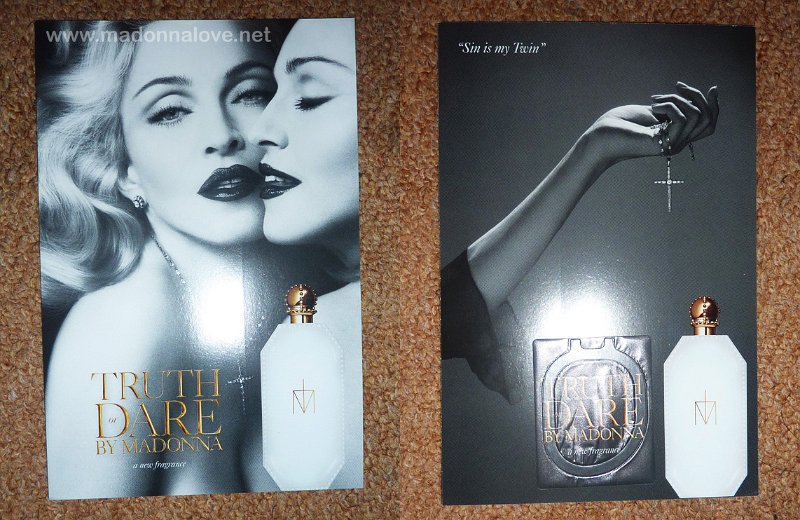 www.madonnalove.net
TRUTH
or
DARE
BY MADONNA
a new fragrance
M
"Sin is my Twin"
TRUTH
or
DARE
BY MADONNA
a new fragrance
M